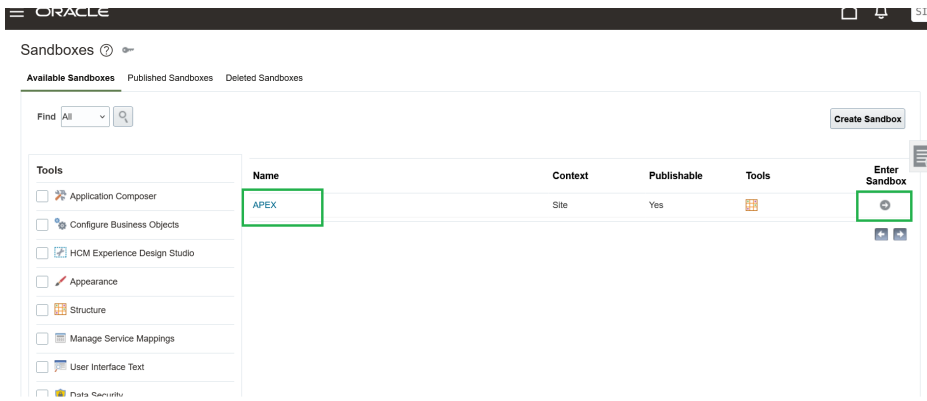 ORACLE
SI
Sandboxes
Available Sandboxes Published Sandboxes Deleted Sandboxes
Find All Create Sandbox
Tools
Name Context Publishable Tools Enter Sandbox
Application Composer
APEX Site Yes
Configure Business Objects
HCM Experience Design Studio
Appearance
Structure
Manage Service Mappings
User Interface Text
Data Security